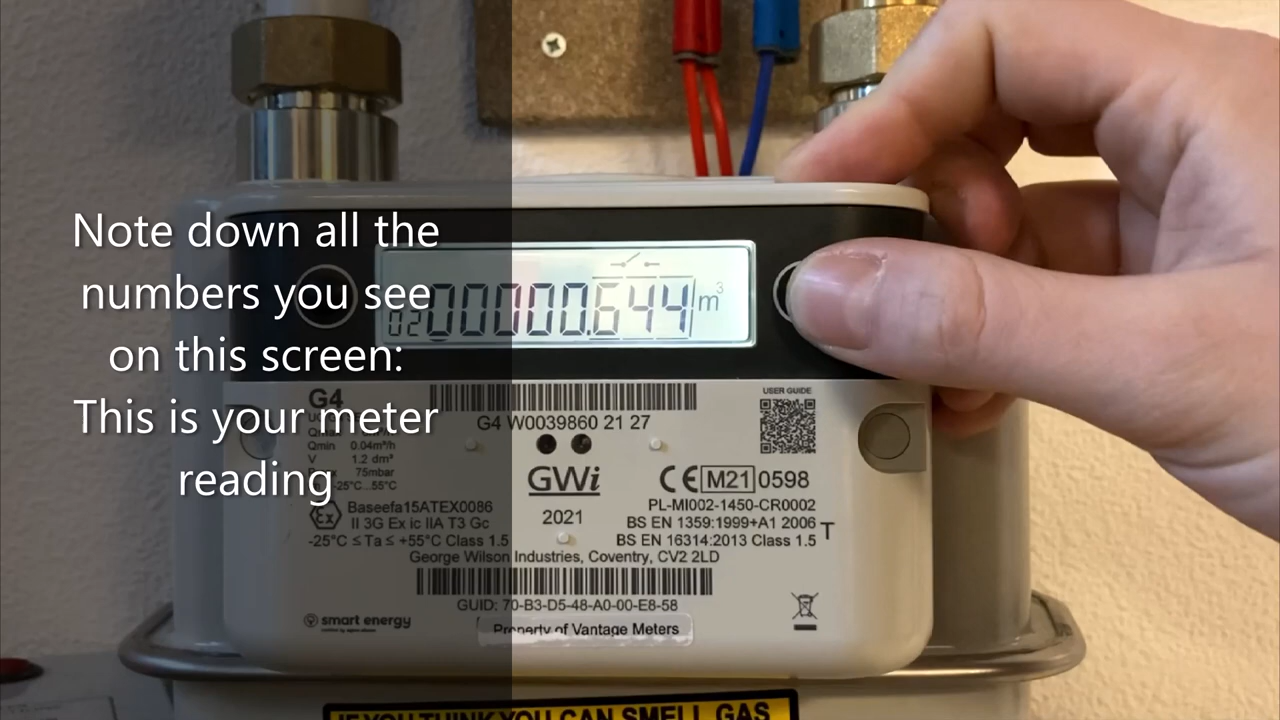 Note down all the
numbers you see
on this screen:
This is your meter
reading
02 00000.644 m³
G4
G4 W0039860 21 27
USER GUIDE
Qmin 0.04m³/h
V 1.2 dm³
75mbar
-25°C...55°C
GWi
2021
CE M21 0598
PL-MI002-1450-CR0002
BS EN 1359:1999+A1 2006
BS EN 16314:2013 Class 1.5
T
Ex
Baseefa15ATEX0086
II 3G Ex ic IIA T3 Gc
-25°C ≤ Ta ≤ +55°C Class 1.5
George Wilson Industries, Coventry, CV2 2LD
GUID: 70-B3-D5-48-A0-00-E8-58
smart energy
Property of Vantage Meters
IF YOU THINK YOU CAN SMELL GAS